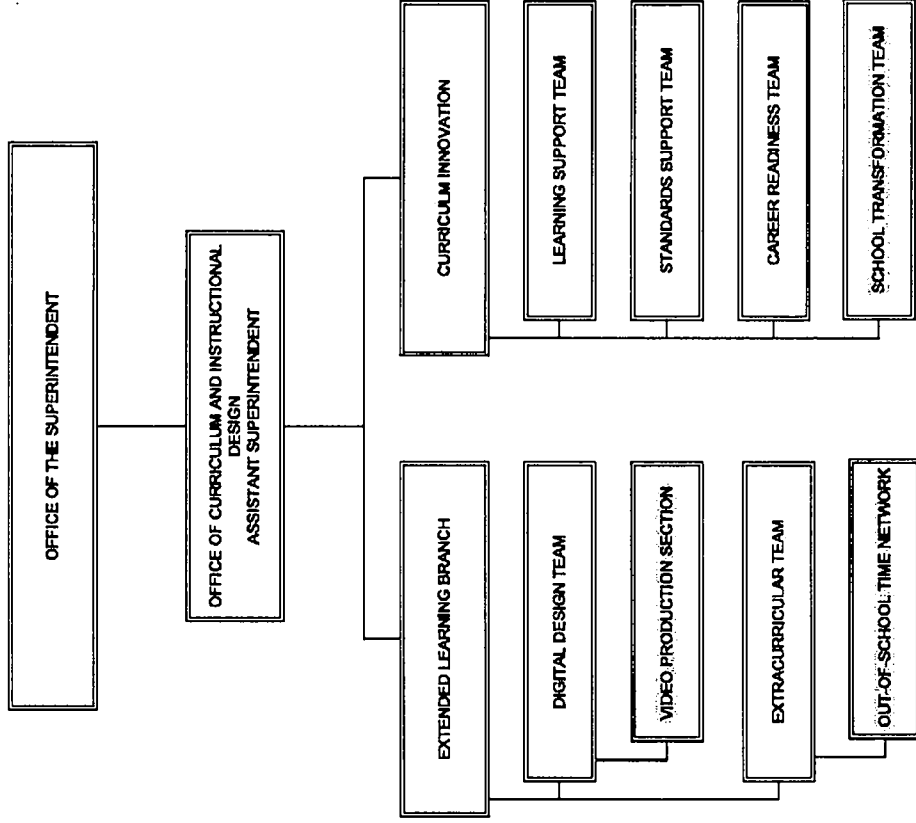 OFFICE OF THE SUPERINTENDENT
OFFICE OF CURRICULUM AND INSTRUCTIONAL
DESIGN
ASSISTANT SUPERINTENDENT
EXTENDED LEARNING BRANCH
DIGITAL DESIGN TEAM
VIDEO PRODUCTION SECTION
EXTRACURRICULAR TEAM
OUT-OF-SCHOOL TIME NETWORK
CURRICULM INNOVATION
LEARNING SUPPORT TEAM
STANDARDS SUPPORT TEAM
CAREER READINESS TEAM
SCHOOL TRANSFORMATION TEAM